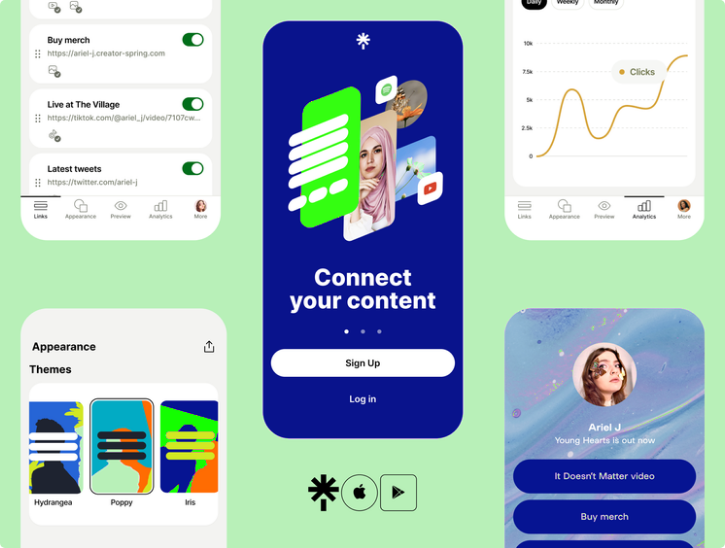 Buy merch
https://ariel-j.creator-spring.com
Live at The Village
https://tiktok.com/@ariel_j/video/7107cw...
Latest tweets
https://twitter.com/ariel-j
Links
Appearance
Preview
Analytics
More
Connect
your content
Sign Up
Log in
Daily
Weekly
Monthly
10k
7.5k
Clicks
5k
2.5k
0
Links
Appearance
Preview
Analytics
More
Appearance
Themes
Hydrangea
Poppy
Iris
Ariel J
Young Hearts is out now
It Doesn't Matter video
Buy merch